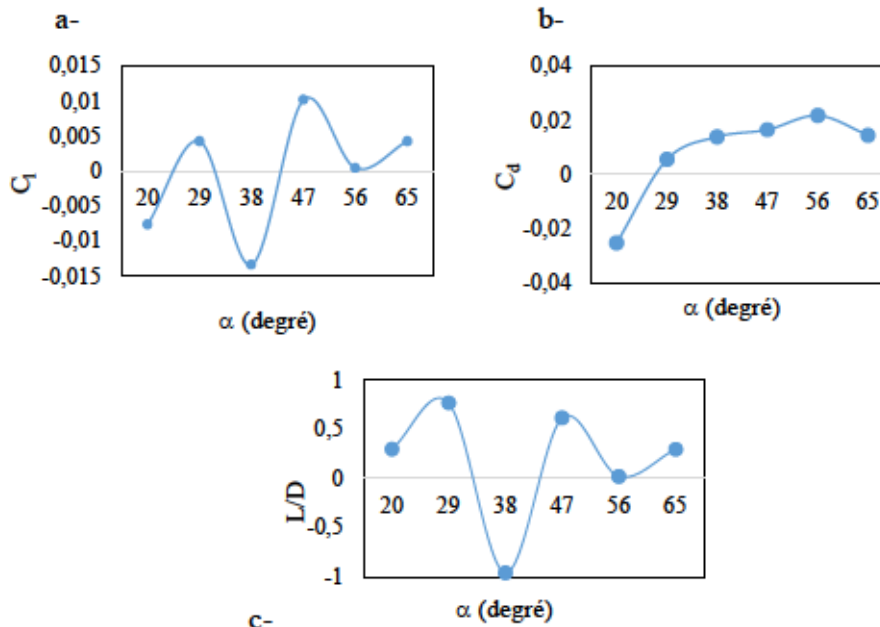 a-
0,015
0,01
0,005
0
-0,005
-0,01
-0,015
C₁
20 29 38 47 56 65
α (degré)
b-
0,04
0,02
0
-0,02
-0,04
C_d
20 29 38 47 56 65
α (degré)
1
0,5
0
-0,5
-1
L/D
20 29 38 47 56 65
α (degré)
c-